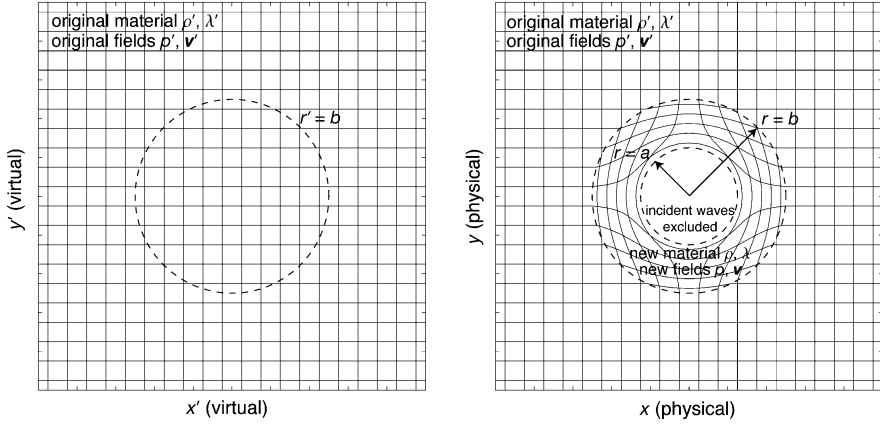 original material ρ′, λ′
original fields p′, v′
r′ = b
y′ (virtual)
x′ (virtual)
original material ρ′, λ′
original fields p′, v′
r = b
r = a
incident waves
excluded
new material ρ, λ
new fields p, v
y (physical)
x (physical)